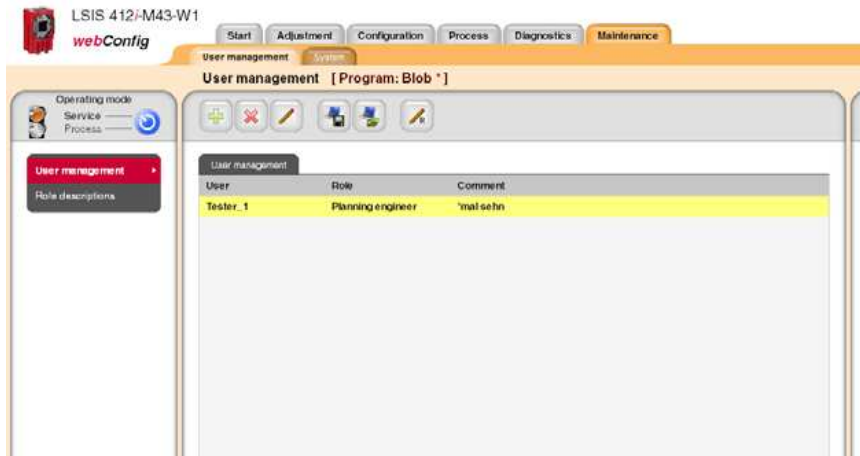 LSIS 412i-M43-W1
webConfig
Start Adjustment Configuration Process Diagnostics Maintenance
User management System
User management [ Program: Blob * ]
Operating mode
Service
Process
User management
Role descriptions
User management
User Role Comment
Tester_1 Planning engineer 'mal sehn